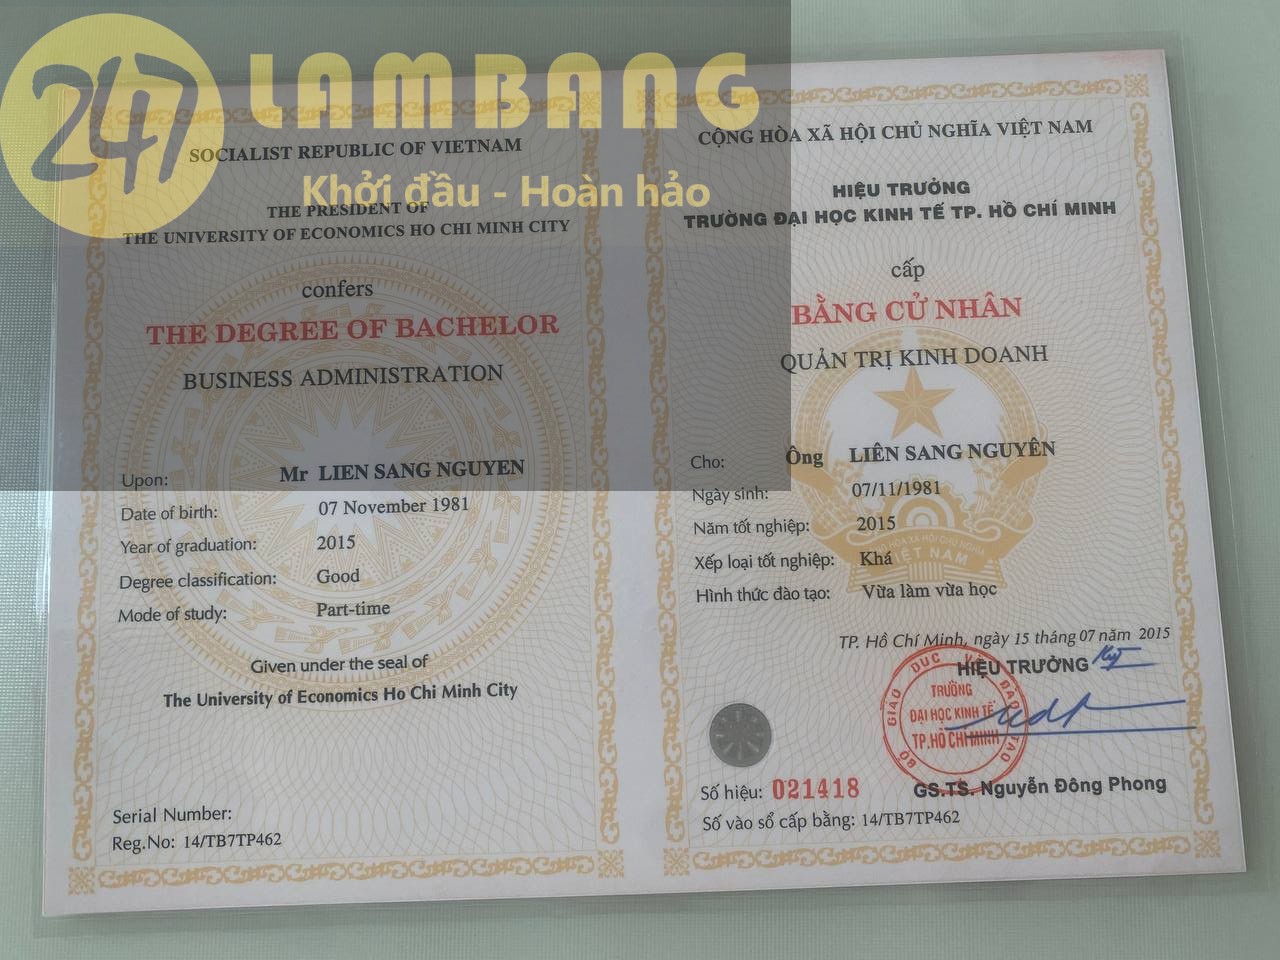 247 LAMBANG
Khởi đầu - Hoàn hảo
SOCIALIST REPUBLIC OF VIETNAM
THE PRESIDENT OF
THE UNIVERSITY OF ECONOMICS HO CHI MINH CITY
confers
THE DEGREE OF BACHELOR
BUSINESS ADMINISTRATION
Upon: Mr LIEN SANG NGUYEN
Date of birth: 07 November 1981
Year of graduation: 2015
Degree classification: Good
Mode of study: Part-time
Given under the seal of
The University of Economics Ho Chi Minh City
Serial Number:
Reg.No: 14/TB7TP462
CỘNG HÒA XÃ HỘI CHỦ NGHĨA VIỆT NAM
HIỆU TRƯỞNG
TRƯỜNG ĐẠI HỌC KINH TẾ TP. HỒ CHÍ MINH
cấp
BẰNG CỬ NHÂN
QUẢN TRỊ KINH DOANH
Cho: Ông LIÊN SANG NGUYÊN
Ngày sinh: 07/11/1981
Năm tốt nghiệp: 2015
Xếp loại tốt nghiệp: Khá
Hình thức đào tạo: Vừa làm vừa học
TP. Hồ Chí Minh, ngày 15 tháng 07 năm 2015
HIỆU TRƯỞNG
BỘ GIÁO DỤC VÀ ĐÀO TẠO
TRƯỜNG
ĐẠI HỌC KINH TẾ
TP.HỒ CHÍ MINH
GS.TS. Nguyễn Đông Phong
Số hiệu: 021418
Số vào sổ cấp bằng: 14/TB7TP462
VIỆT NAM